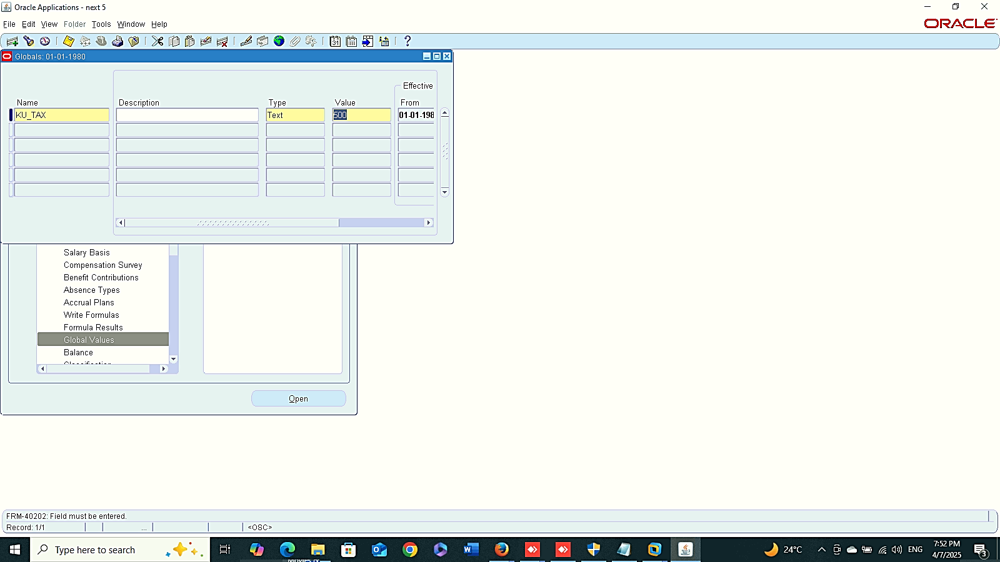 Oracle Applications - next 5
File Edit View Folder Tools Window Help
ORACLE
Globals: 01-01-1980
Effective
Name Description Type Value From
KU_TAX Text 500 01-01-198
Salary Basis
Compensation Survey
Benefit Contributions
Absence Types
Accrual Plans
Write Formulas
Formula Results
Global Values
Balance
Open
FRM-40202: Field must be entered.
Record: 1/1 ... <OSC>
Type here to search
24°C
ENG
7:52 PM
4/7/2025
3